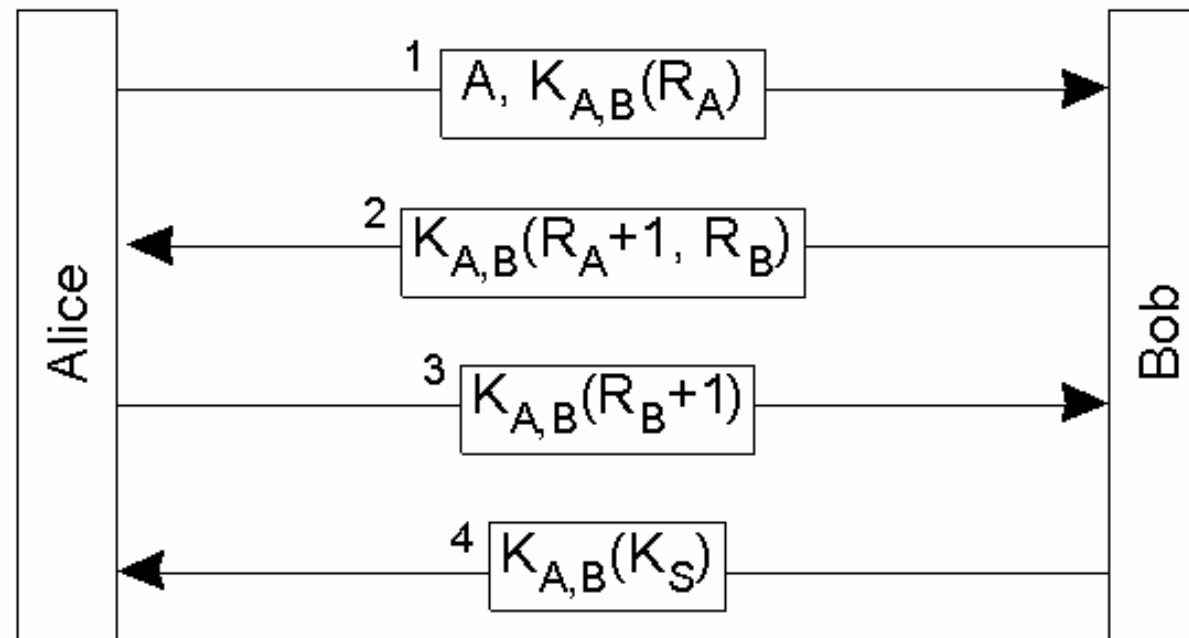 Alice
1
A, K_A,B(R_A)
2
K_A,B(R_A+1, R_B)
3
K_A,B(R_B+1)
4
K_A,B(K_S)
Bob